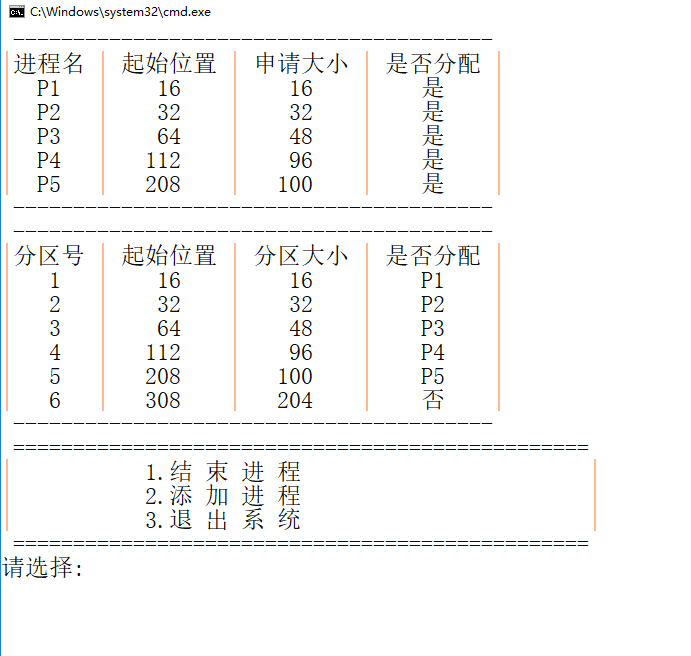 C:\Windows\system32\cmd.exe
----------------------------------------
进程名 | 起始位置 | 申请大小 | 是否分配
P1 | 16 | 16 | 是
P2 | 32 | 32 | 是
P3 | 64 | 48 | 是
P4 | 112 | 96 | 是
P5 | 208 | 100 | 是
----------------------------------------
----------------------------------------
分区号 | 起始位置 | 分区大小 | 是否分配
1 | 16 | 16 | P1
2 | 32 | 32 | P2
3 | 64 | 48 | P3
4 | 112 | 96 | P4
5 | 208 | 100 | P5
6 | 308 | 204 | 否
----------------------------------------
================================================
1.结 束 进 程
2.添 加 进 程
3.退 出 系 统
================================================
请选择: